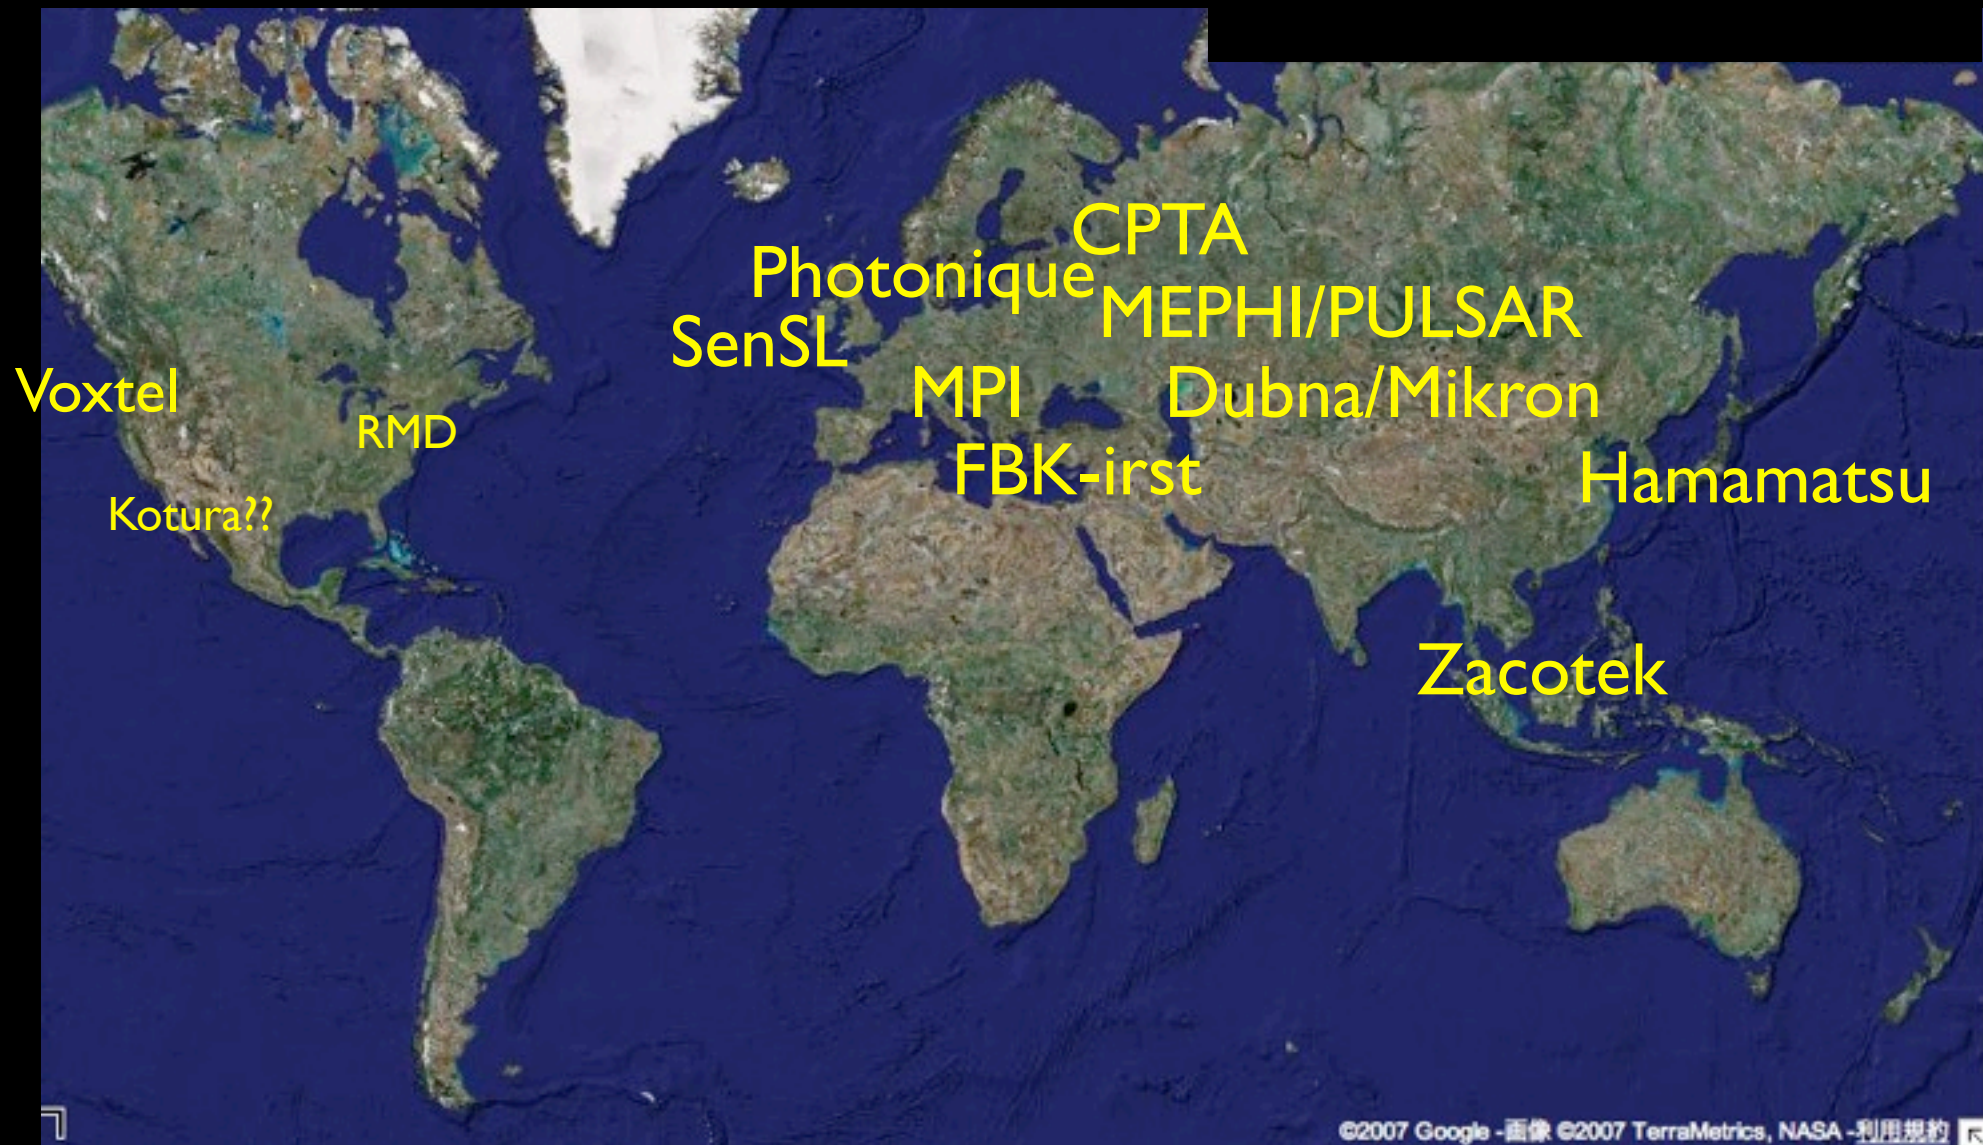 CPTA
Photonique
MEPHI/PULSAR
SenSL
Voxtel
MPI
Dubna/Mikron
RMD
FBK-irst
Hamamatsu
Kotura??
Zacotek
©2007 Google -画像 ©2007 TerraMetrics, NASA -利用規約